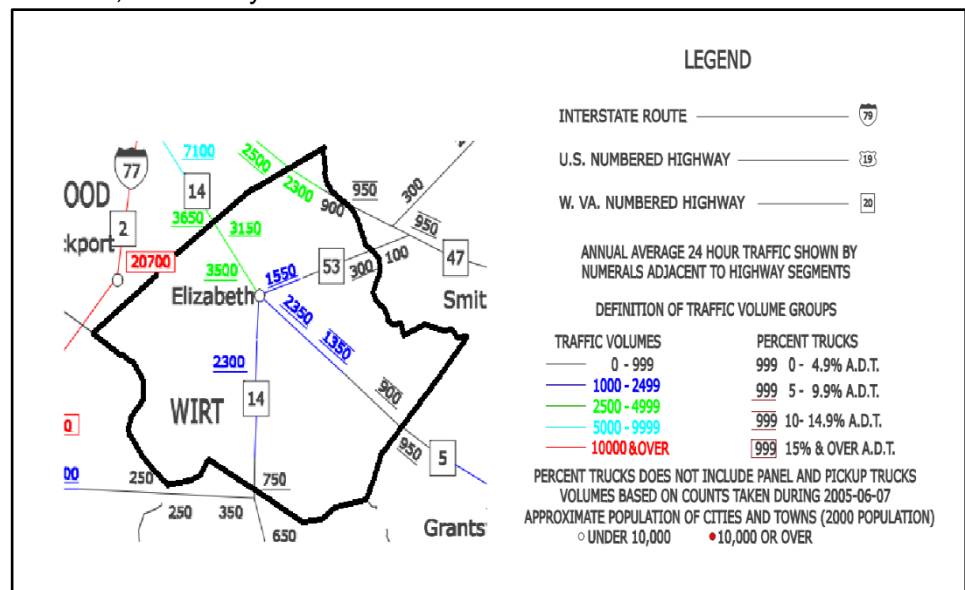 LEGEND
INTERSTATE ROUTE 79
U.S. NUMBERED HIGHWAY 19
W. VA. NUMBERED HIGHWAY 20
ANNUAL AVERAGE 24 HOUR TRAFFIC SHOWN BY
NUMERALS ADJACENT TO HIGHWAY SEGMENTS
DEFINITION OF TRAFFIC VOLUME GROUPS
TRAFFIC VOLUMES PERCENT TRUCKS
0 - 999 999 0 - 4.9% A.D.T.
1000 - 2499 999 5 - 9.9% A.D.T.
2500 - 4999 999 10- 14.9% A.D.T.
5000 - 9999
10000 & OVER 999 15% & OVER A.D.T.
PERCENT TRUCKS DOES NOT INCLUDE PANEL AND PICKUP TRUCKS
VOLUMES BASED ON COUNTS TAKEN DURING 2005-06-07
APPROXIMATE POPULATION OF CITIES AND TOWNS (2000 POPULATION)
UNDER 10,000 10,000 OR OVER
7100
2500
77
14
2300
950
300
OOD
900
2
3650
3150
950
kport
20700
3500
1550
53
300
100
47
Elizabeth
2350
Smit
1350
2300
14
900
WIRT
0
950
5
00
250
750
250
350
650
Grants